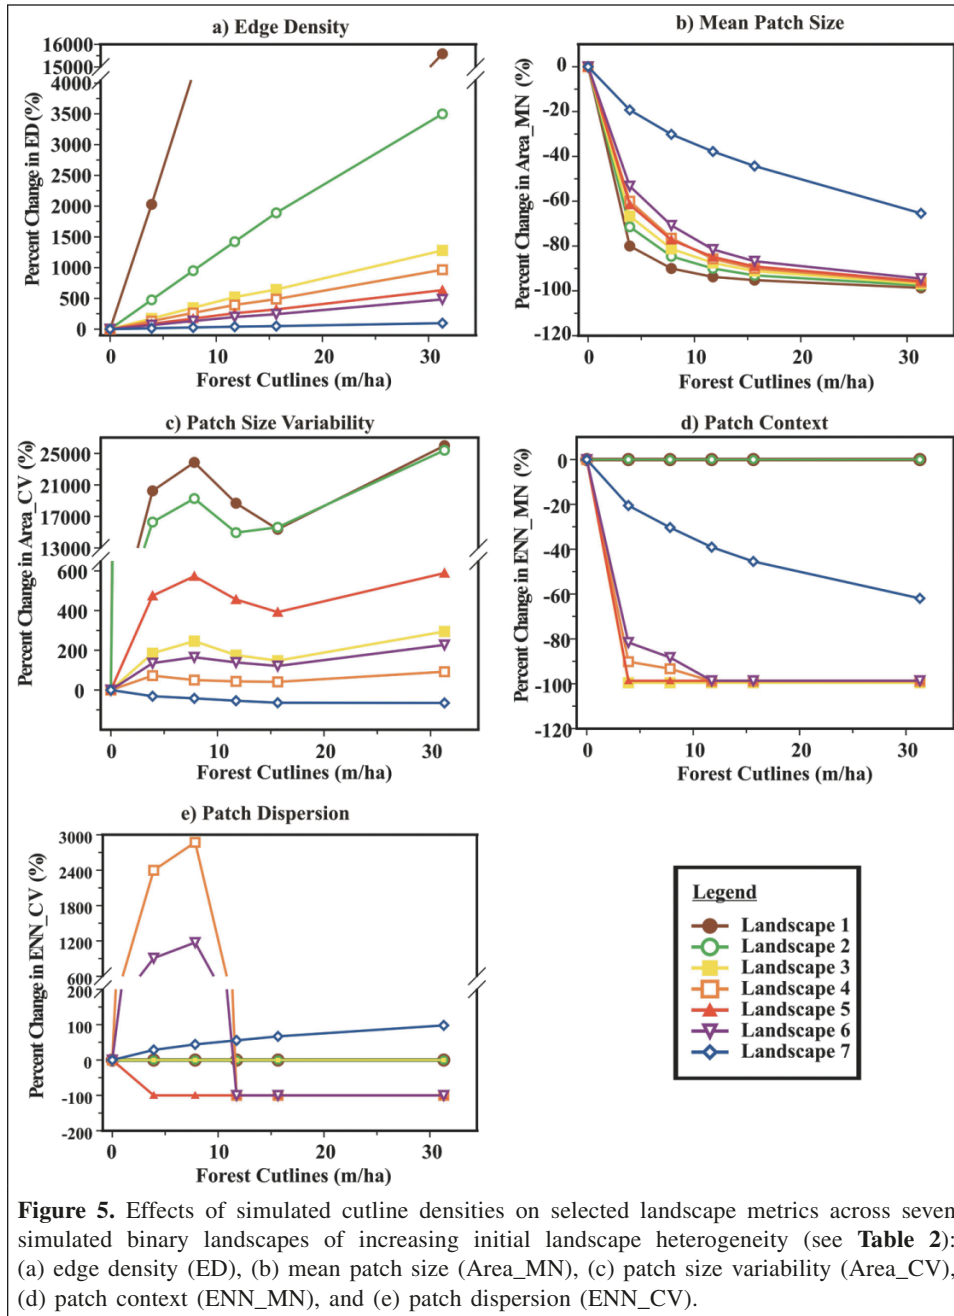 a) Edge Density
16000
15000
4000
3500
3000
2500
2000
1500
1000
500
0
Percent Change in ED (%)
0
10
20
30
Forest Cutlines (m/ha)
b) Mean Patch Size
0
-20
-40
-60
-80
-100
-120
Percent Change in Area_MN (%)
0
10
20
30
Forest Cutlines (m/ha)
c) Patch Size Variability
25000
21000
17000
13000
600
400
200
0
Percent Change in Area_CV (%)
0
10
20
30
Forest Cutlines (m/ha)
d) Patch Context
0
-20
-40
-60
-80
-100
-120
Percent Change in ENN_MN (%)
0
10
20
30
Forest Cutlines (m/ha)
e) Patch Dispersion
3000
2400
1800
1200
600
200
100
0
-100
-200
Percent Change in ENN_CV (%)
0
10
20
30
Forest Cutlines (m/ha)
Legend
Landscape 1
Landscape 2
Landscape 3
Landscape 4
Landscape 5
Landscape 6
Landscape 7
Figure 5. Effects of simulated cutline densities on selected landscape metrics across seven
simulated binary landscapes of increasing initial landscape heterogeneity (see Table 2):
(a) edge density (ED), (b) mean patch size (Area_MN), (c) patch size variability (Area_CV),
(d) patch context (ENN_MN), and (e) patch dispersion (ENN_CV).